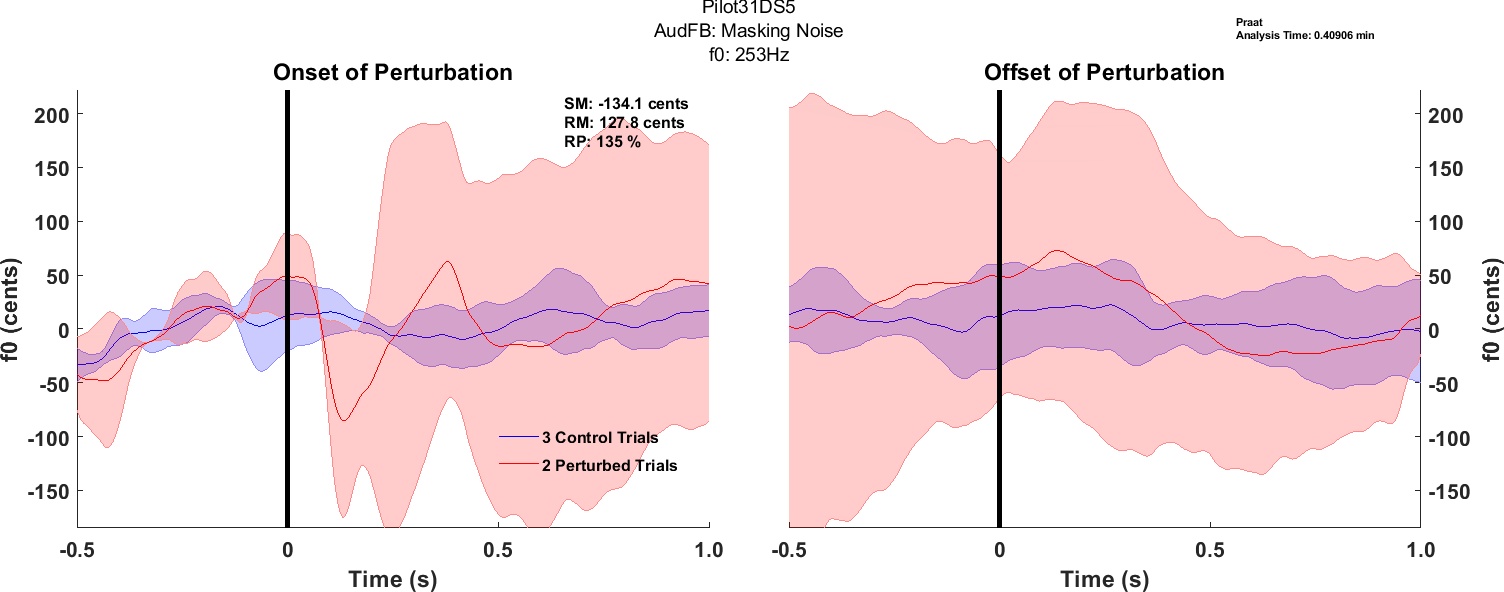 Pilot31DS5
AudFB: Masking Noise
f0: 253Hz
Praat
Analysis Time: 0.40906 min
Onset of Perturbation
Offset of Perturbation
SM: -134.1 cents
RM: 127.8 cents
RP: 135 %
200
150
100
50
0
-50
-100
-150
f0 (cents)
3 Control Trials
2 Perturbed Trials
-0.5
0
0.5
1.0
Time (s)
200
150
100
50
0
-50
-100
-150
f0 (cents)
-0.5
0
0.5
1.0
Time (s)